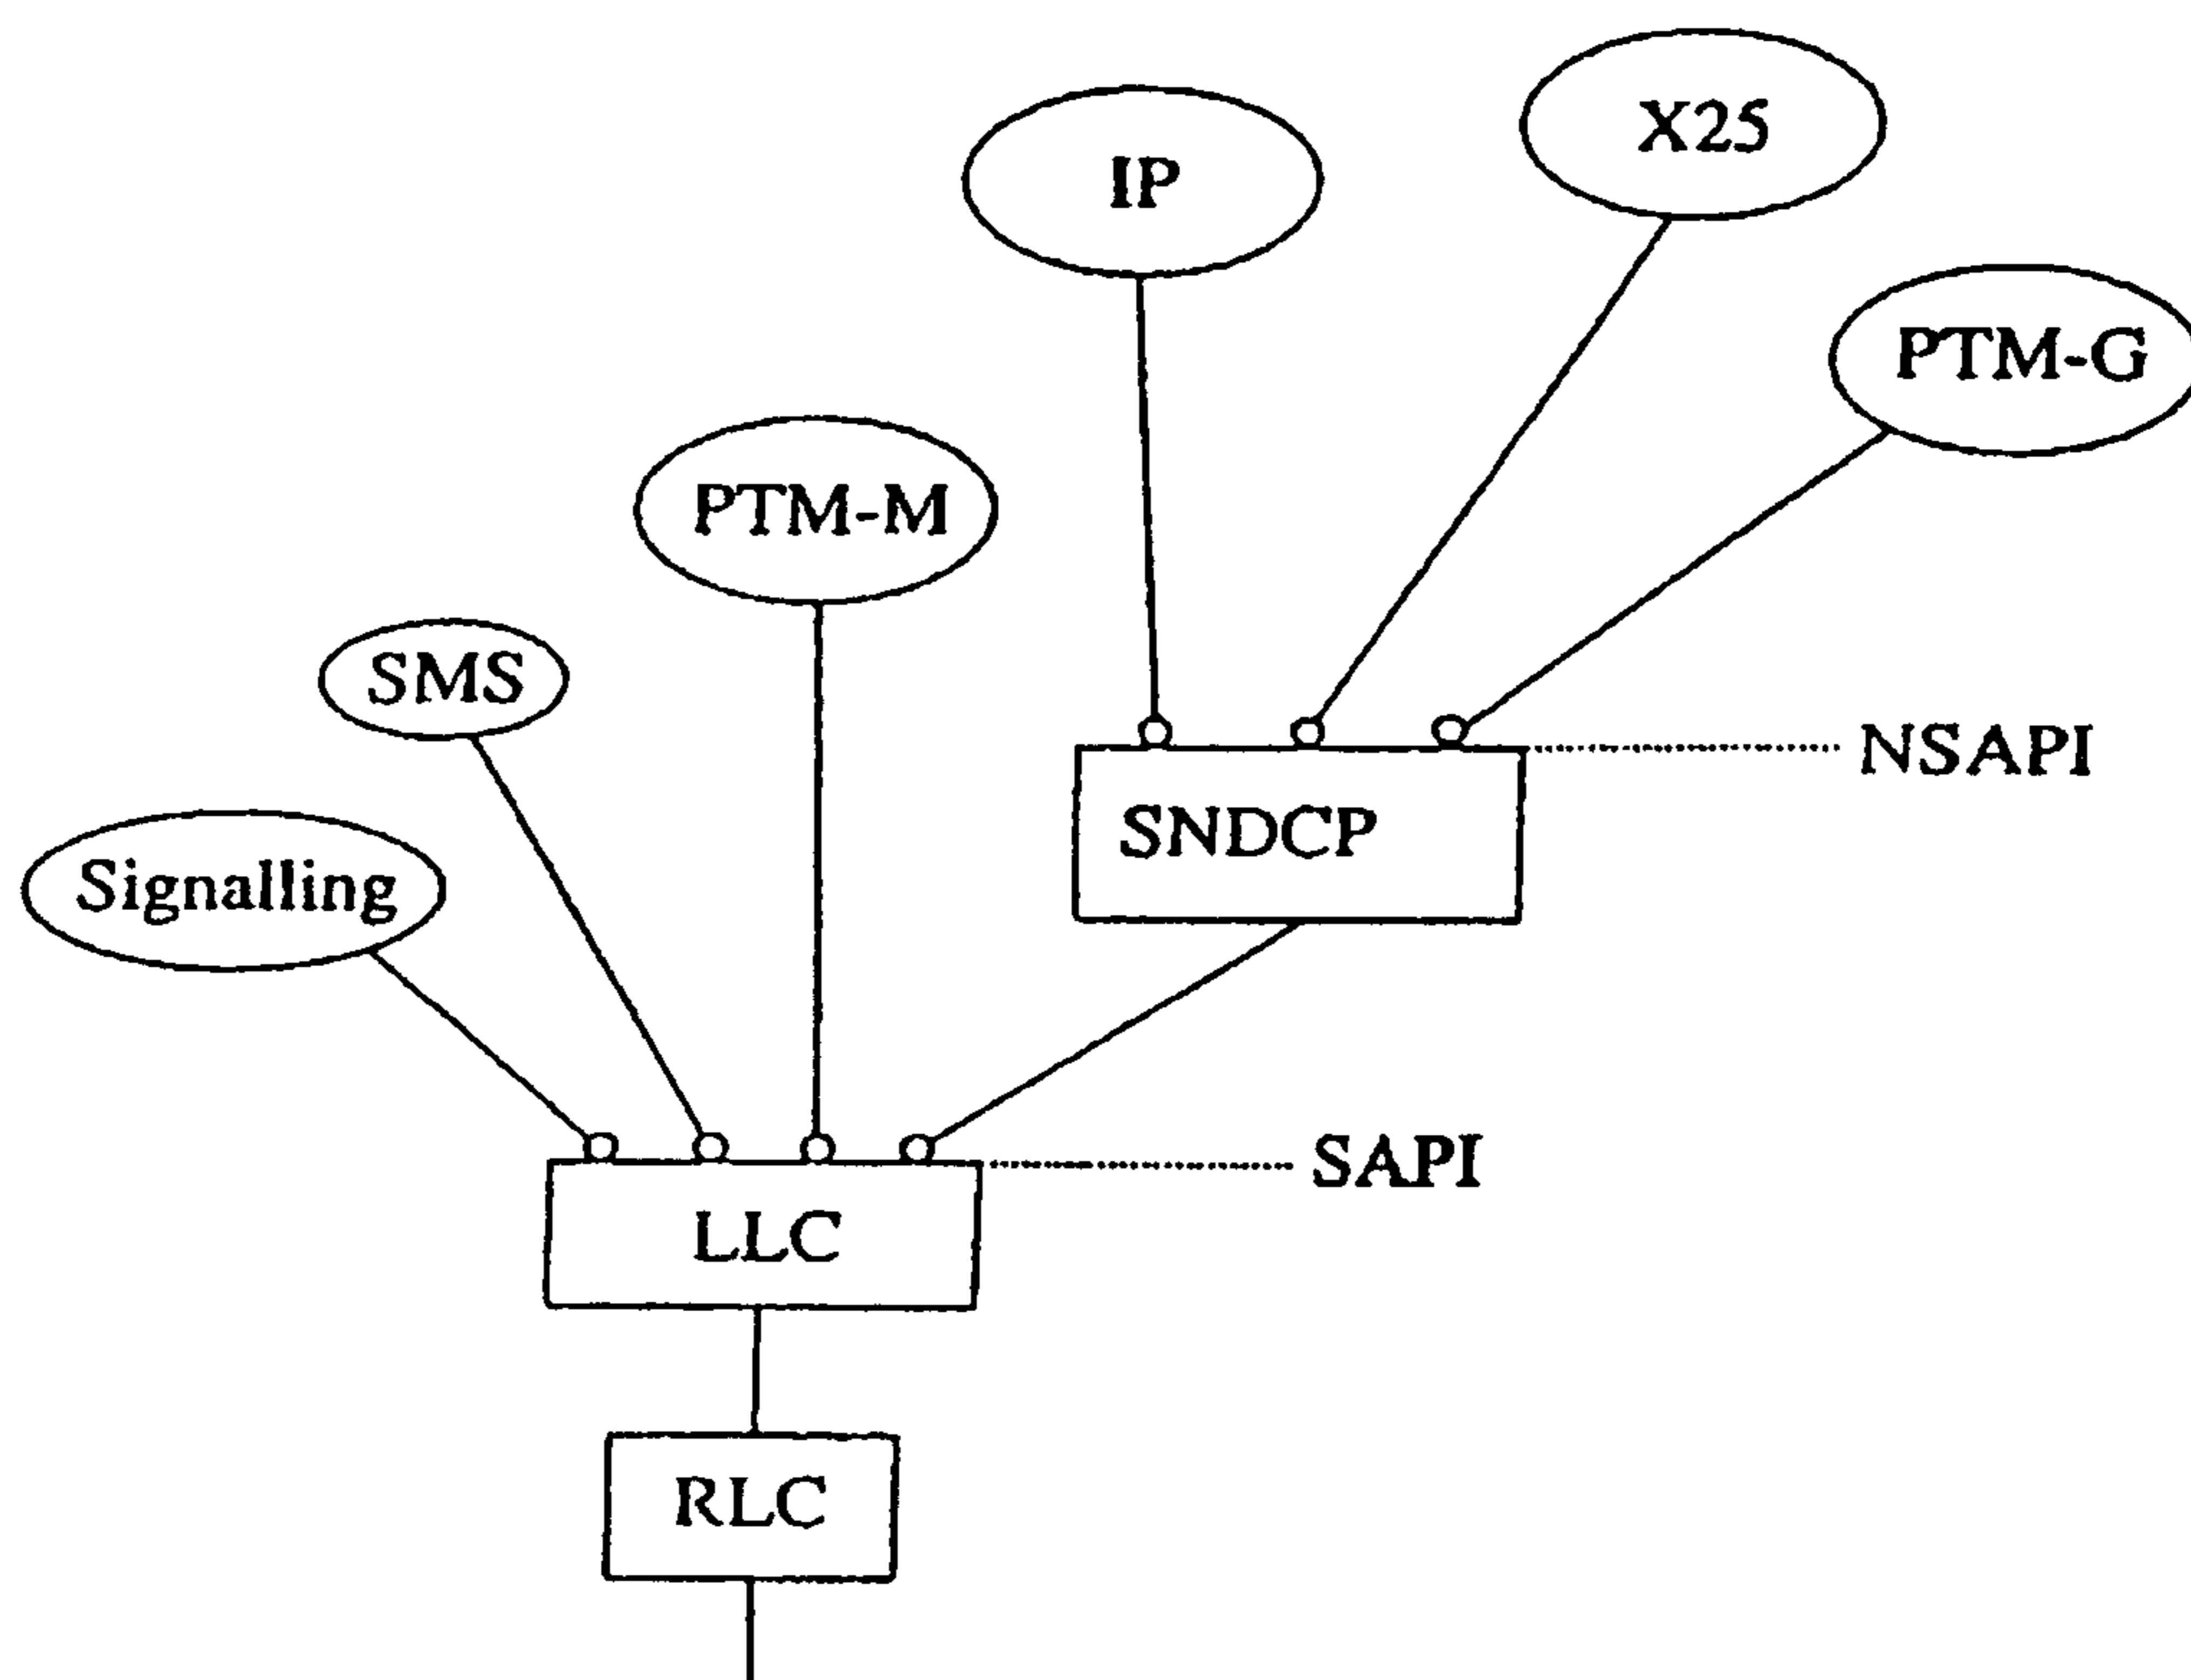 X25
IP
PTM-G
PTM-M
SMS
NSAPI
SNDCP
Signalling
SAPI
LLC
RLC